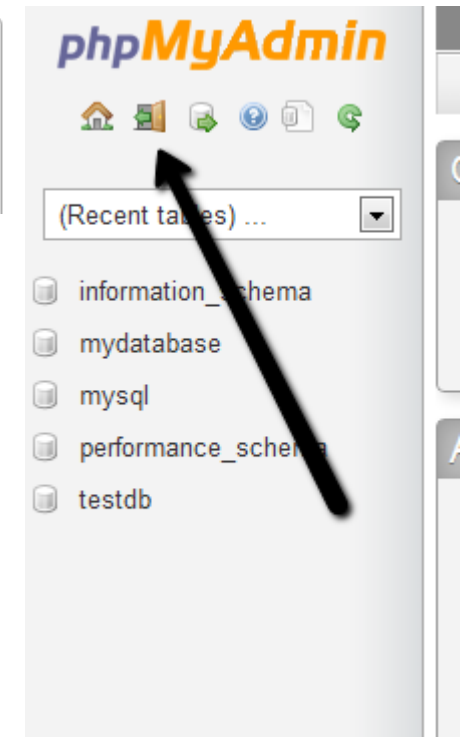 phpMyAdmin
(Recent tables) ...
information_schema
mydatabase
mysql
performance_schema
testdb